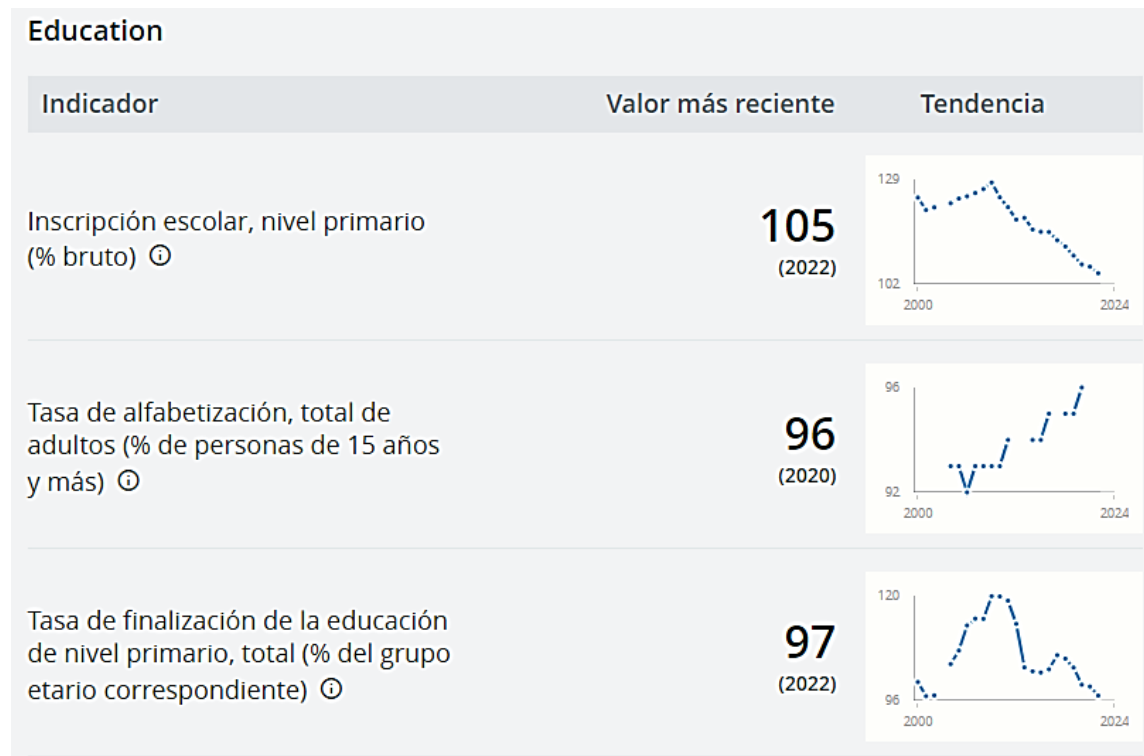 Education
Indicador Valor más reciente Tendencia
Inscripción escolar, nivel primario
(% bruto) ⓘ
105
(2022)
129
102
2000 2024
Tasa de alfabetización, total de
adultos (% de personas de 15 años
y más) ⓘ
96
(2020)
96
92
2000 2024
Tasa de finalización de la educación
de nivel primario, total (% del grupo
etario correspondiente) ⓘ
97
(2022)
120
96
2000 2024